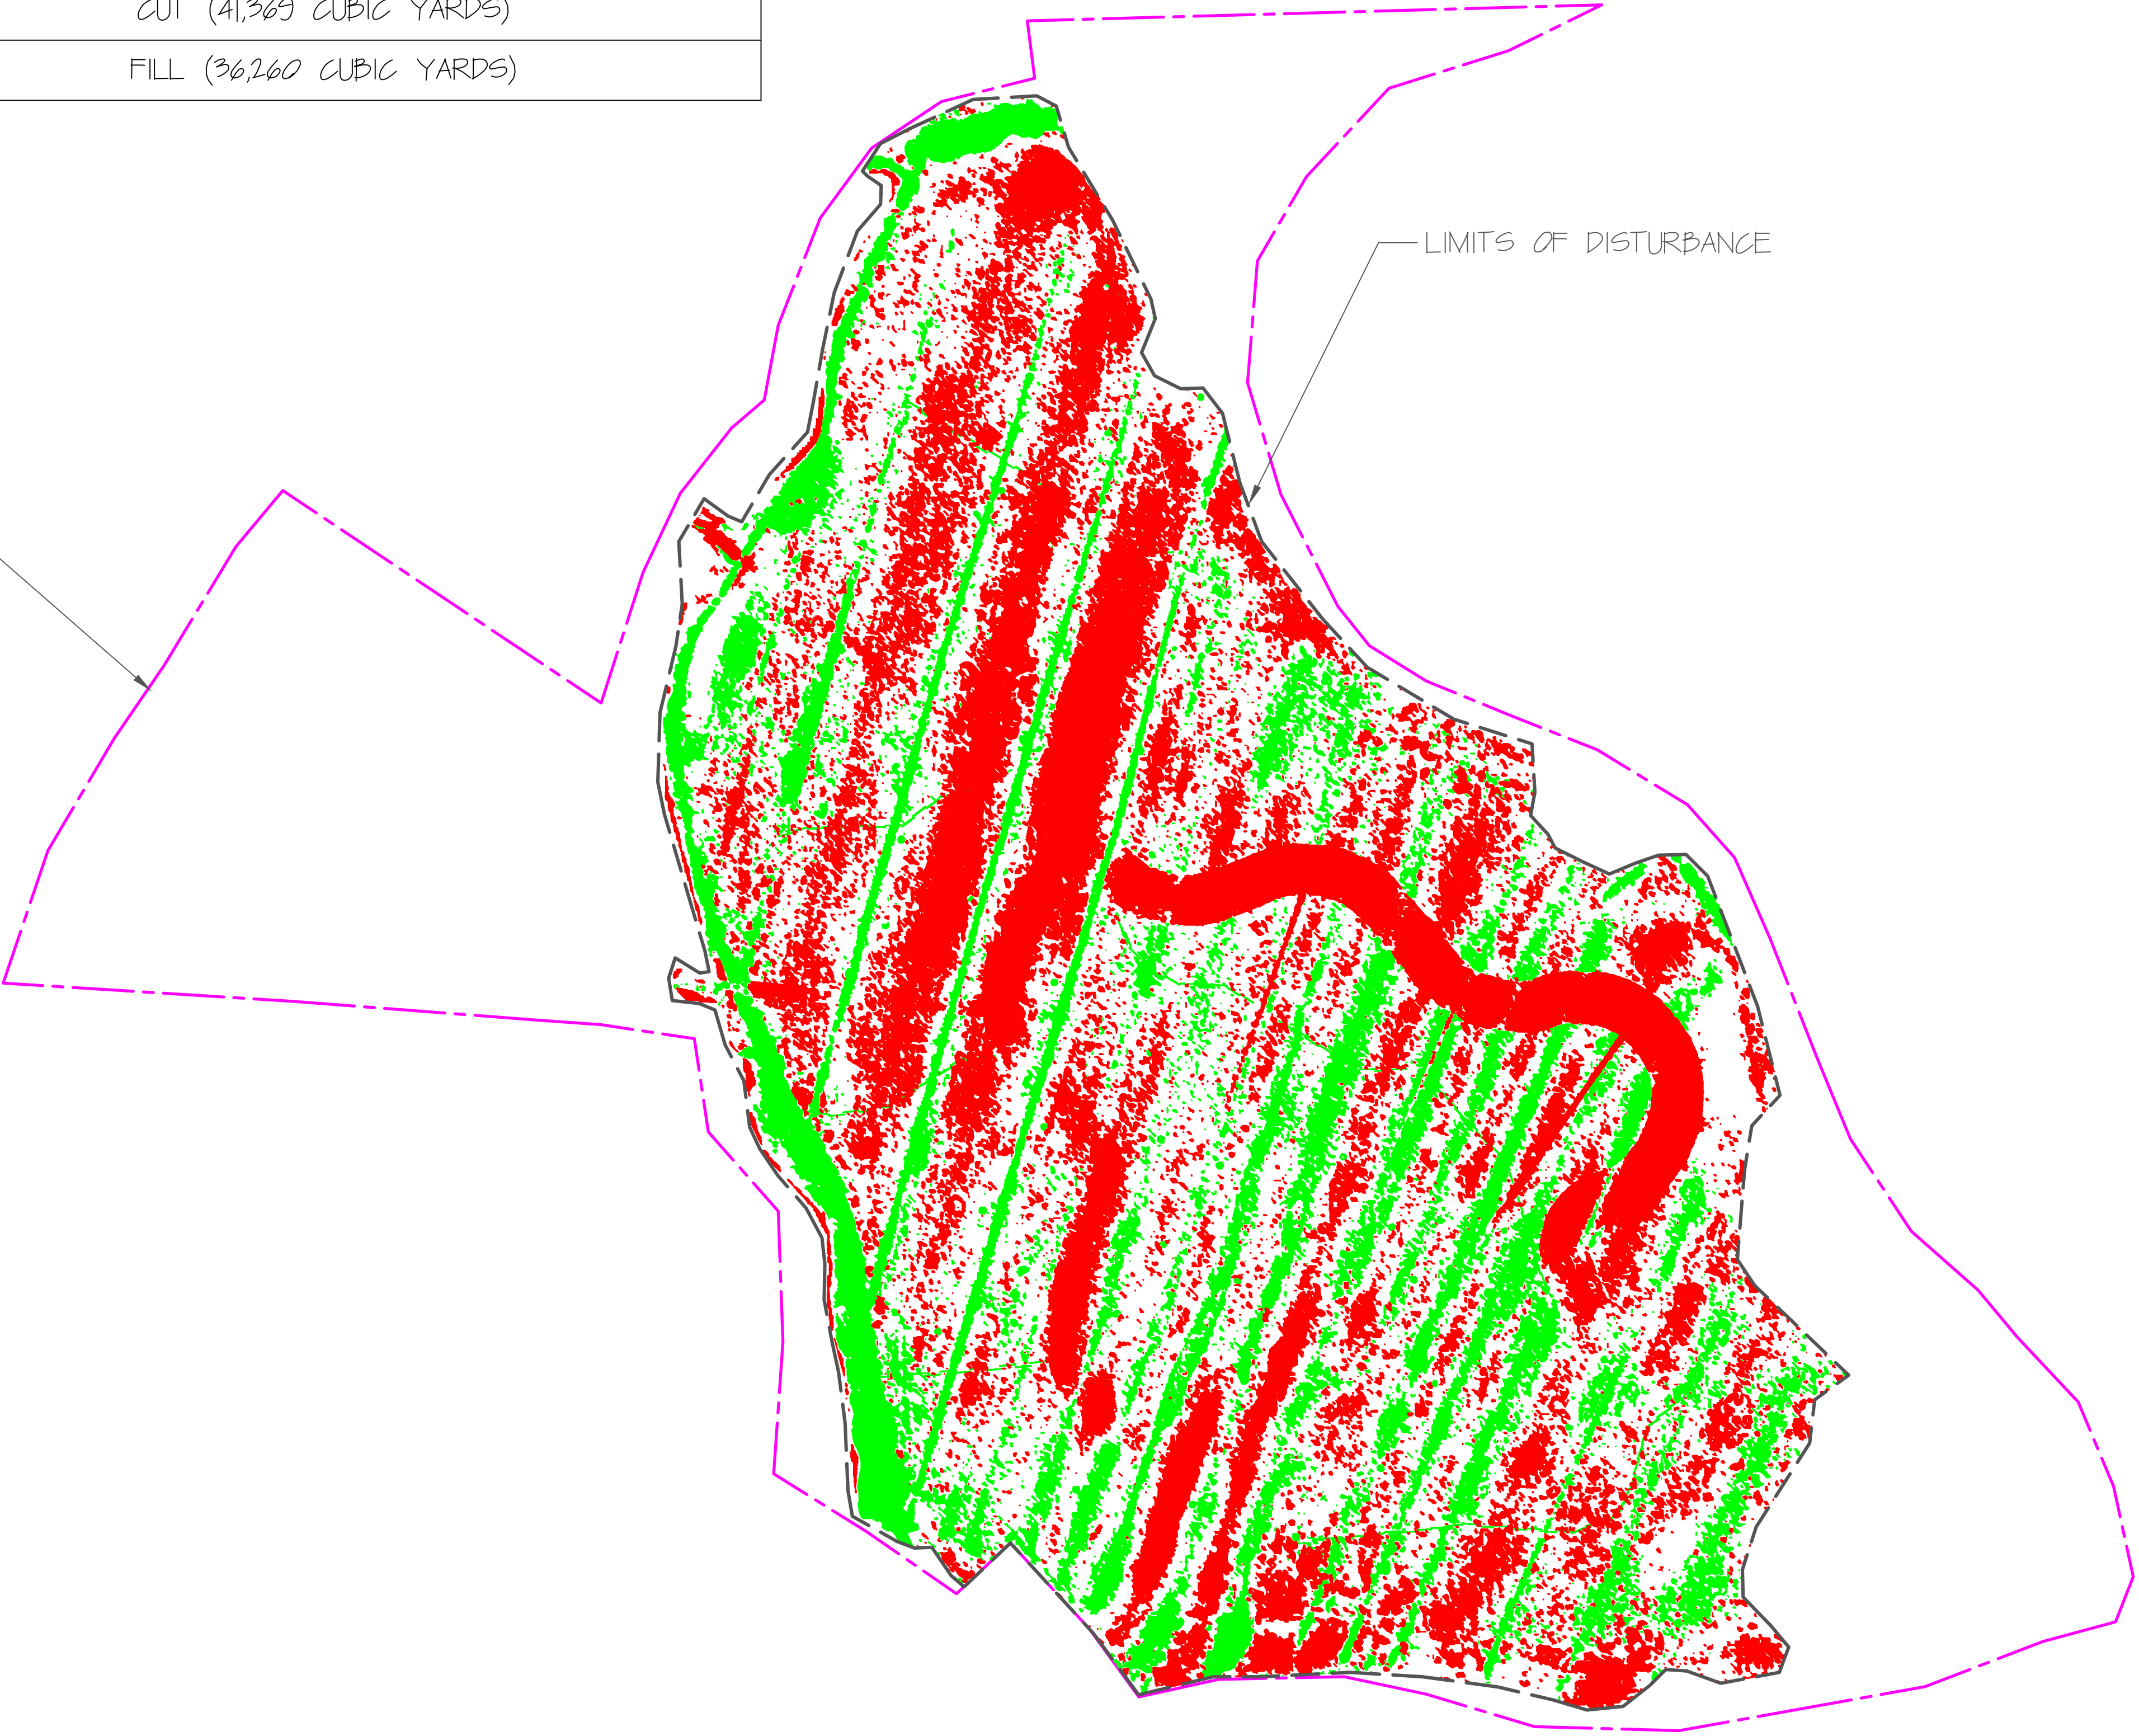 CUT (41,369 CUBIC YARDS)
FILL (36,260 CUBIC YARDS)
LIMITS OF DISTURBANCE